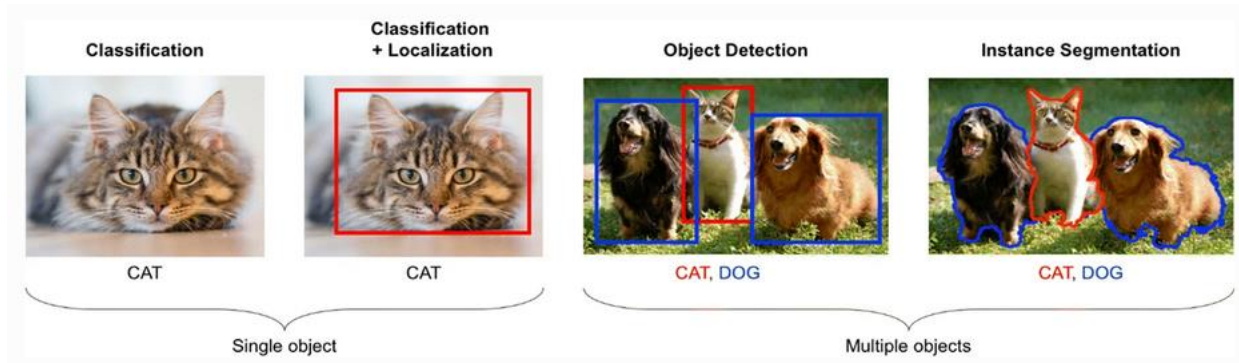 Classification
Classification
+ Localization
Object Detection
Instance Segmentation
CAT
CAT
CAT, DOG
CAT, DOG
Single object
Multiple objects